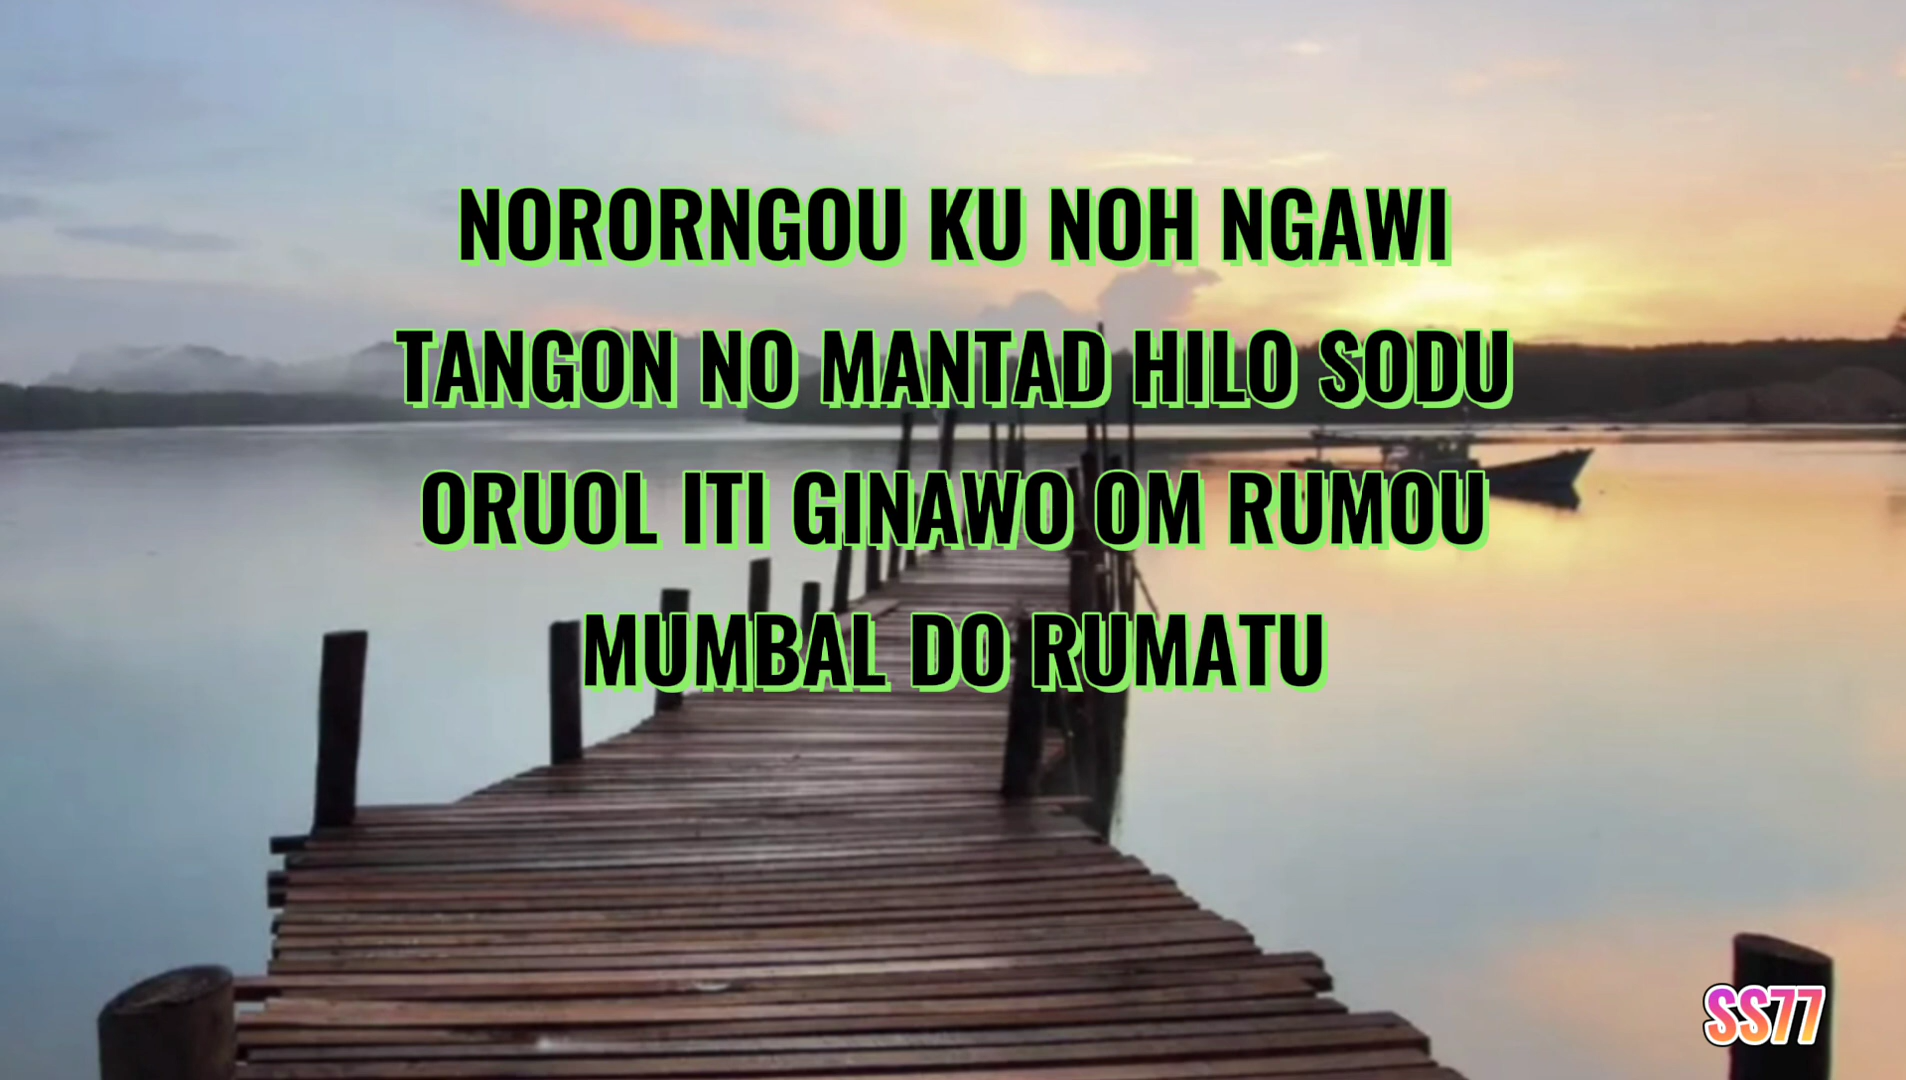 NORORNGOU KU NOH NGAWI
TANGON NO MANTAD HILO SODU
ORUOL ITI GINAWO OM RUMOU
MUMBAL DO RUMATU
SS77